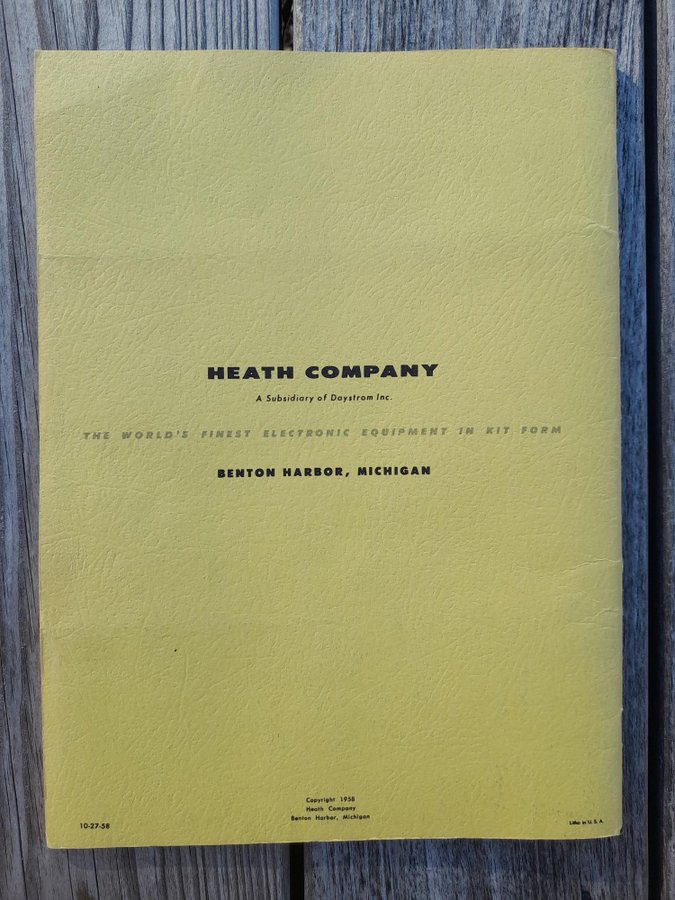 HEATH COMPANY
A Subsidiary of Daystrom Inc.
THE WORLD'S FINEST ELECTRONIC EQUIPMENT IN KIT FORM
BENTON HARBOR, MICHIGAN
Copyright 1958
Heath Company
Benton Harbor, Michigan
10-27-58
Litho in U.S.A.